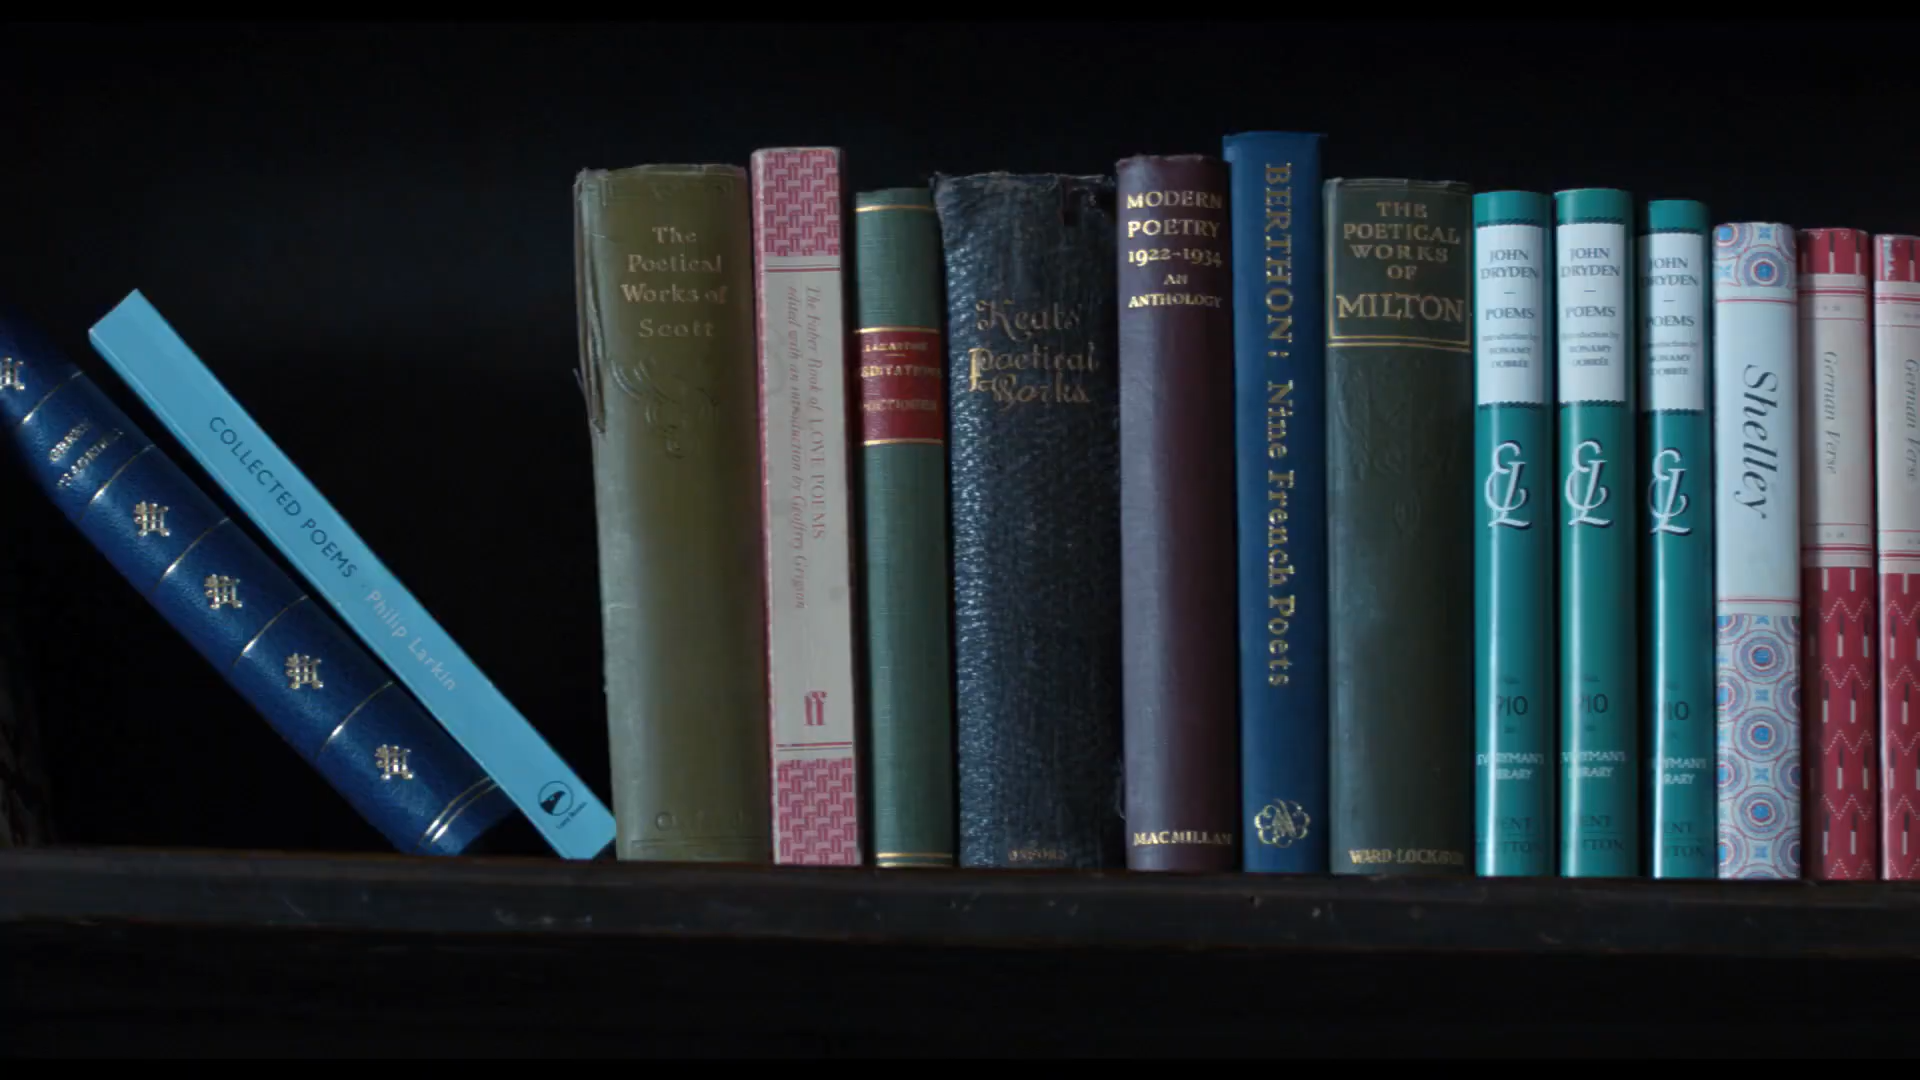 COLLECTED POEMS · Philip Larkin
The
Poetical
Works of
Scott
The Faber Book of LOVE POEMS
edited with an introduction by Geoffrey Grigson
ff
Keats'
Poetical
Works
OXFORD
MODERN
POETRY
1922-1934
AN
ANTHOLOGY
MACMILLAN
BERTHON: Nine French Poets
THE
POETICAL
WORKS
OF
MILTON
WARD·LOCK
JOHN
DRYDEN
POEMS
Introduction by
BONAMY
DOBRÉE
EL
910
EVERYMAN'S
LIBRARY
JOHN
DRYDEN
POEMS
Introduction by
BONAMY
DOBRÉE
EL
910
EVERYMAN'S
LIBRARY
JOHN
DRYDEN
POEMS
Introduction by
BONAMY
DOBRÉE
EL
910
Shelley
German Verse
German Verse